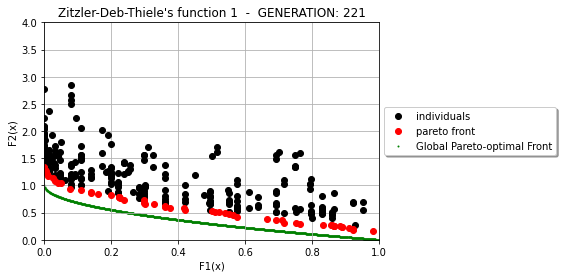 Zitzler-Deb-Thiele's function 1 - GENERATION: 221
4.0
3.5
3.0
2.5
2.0
1.5
1.0
0.5
0.0
F2(x)
0.0 0.2 0.4 0.6 0.8 1.0
F1(x)
individuals
pareto front
Global Pareto-optimal Front